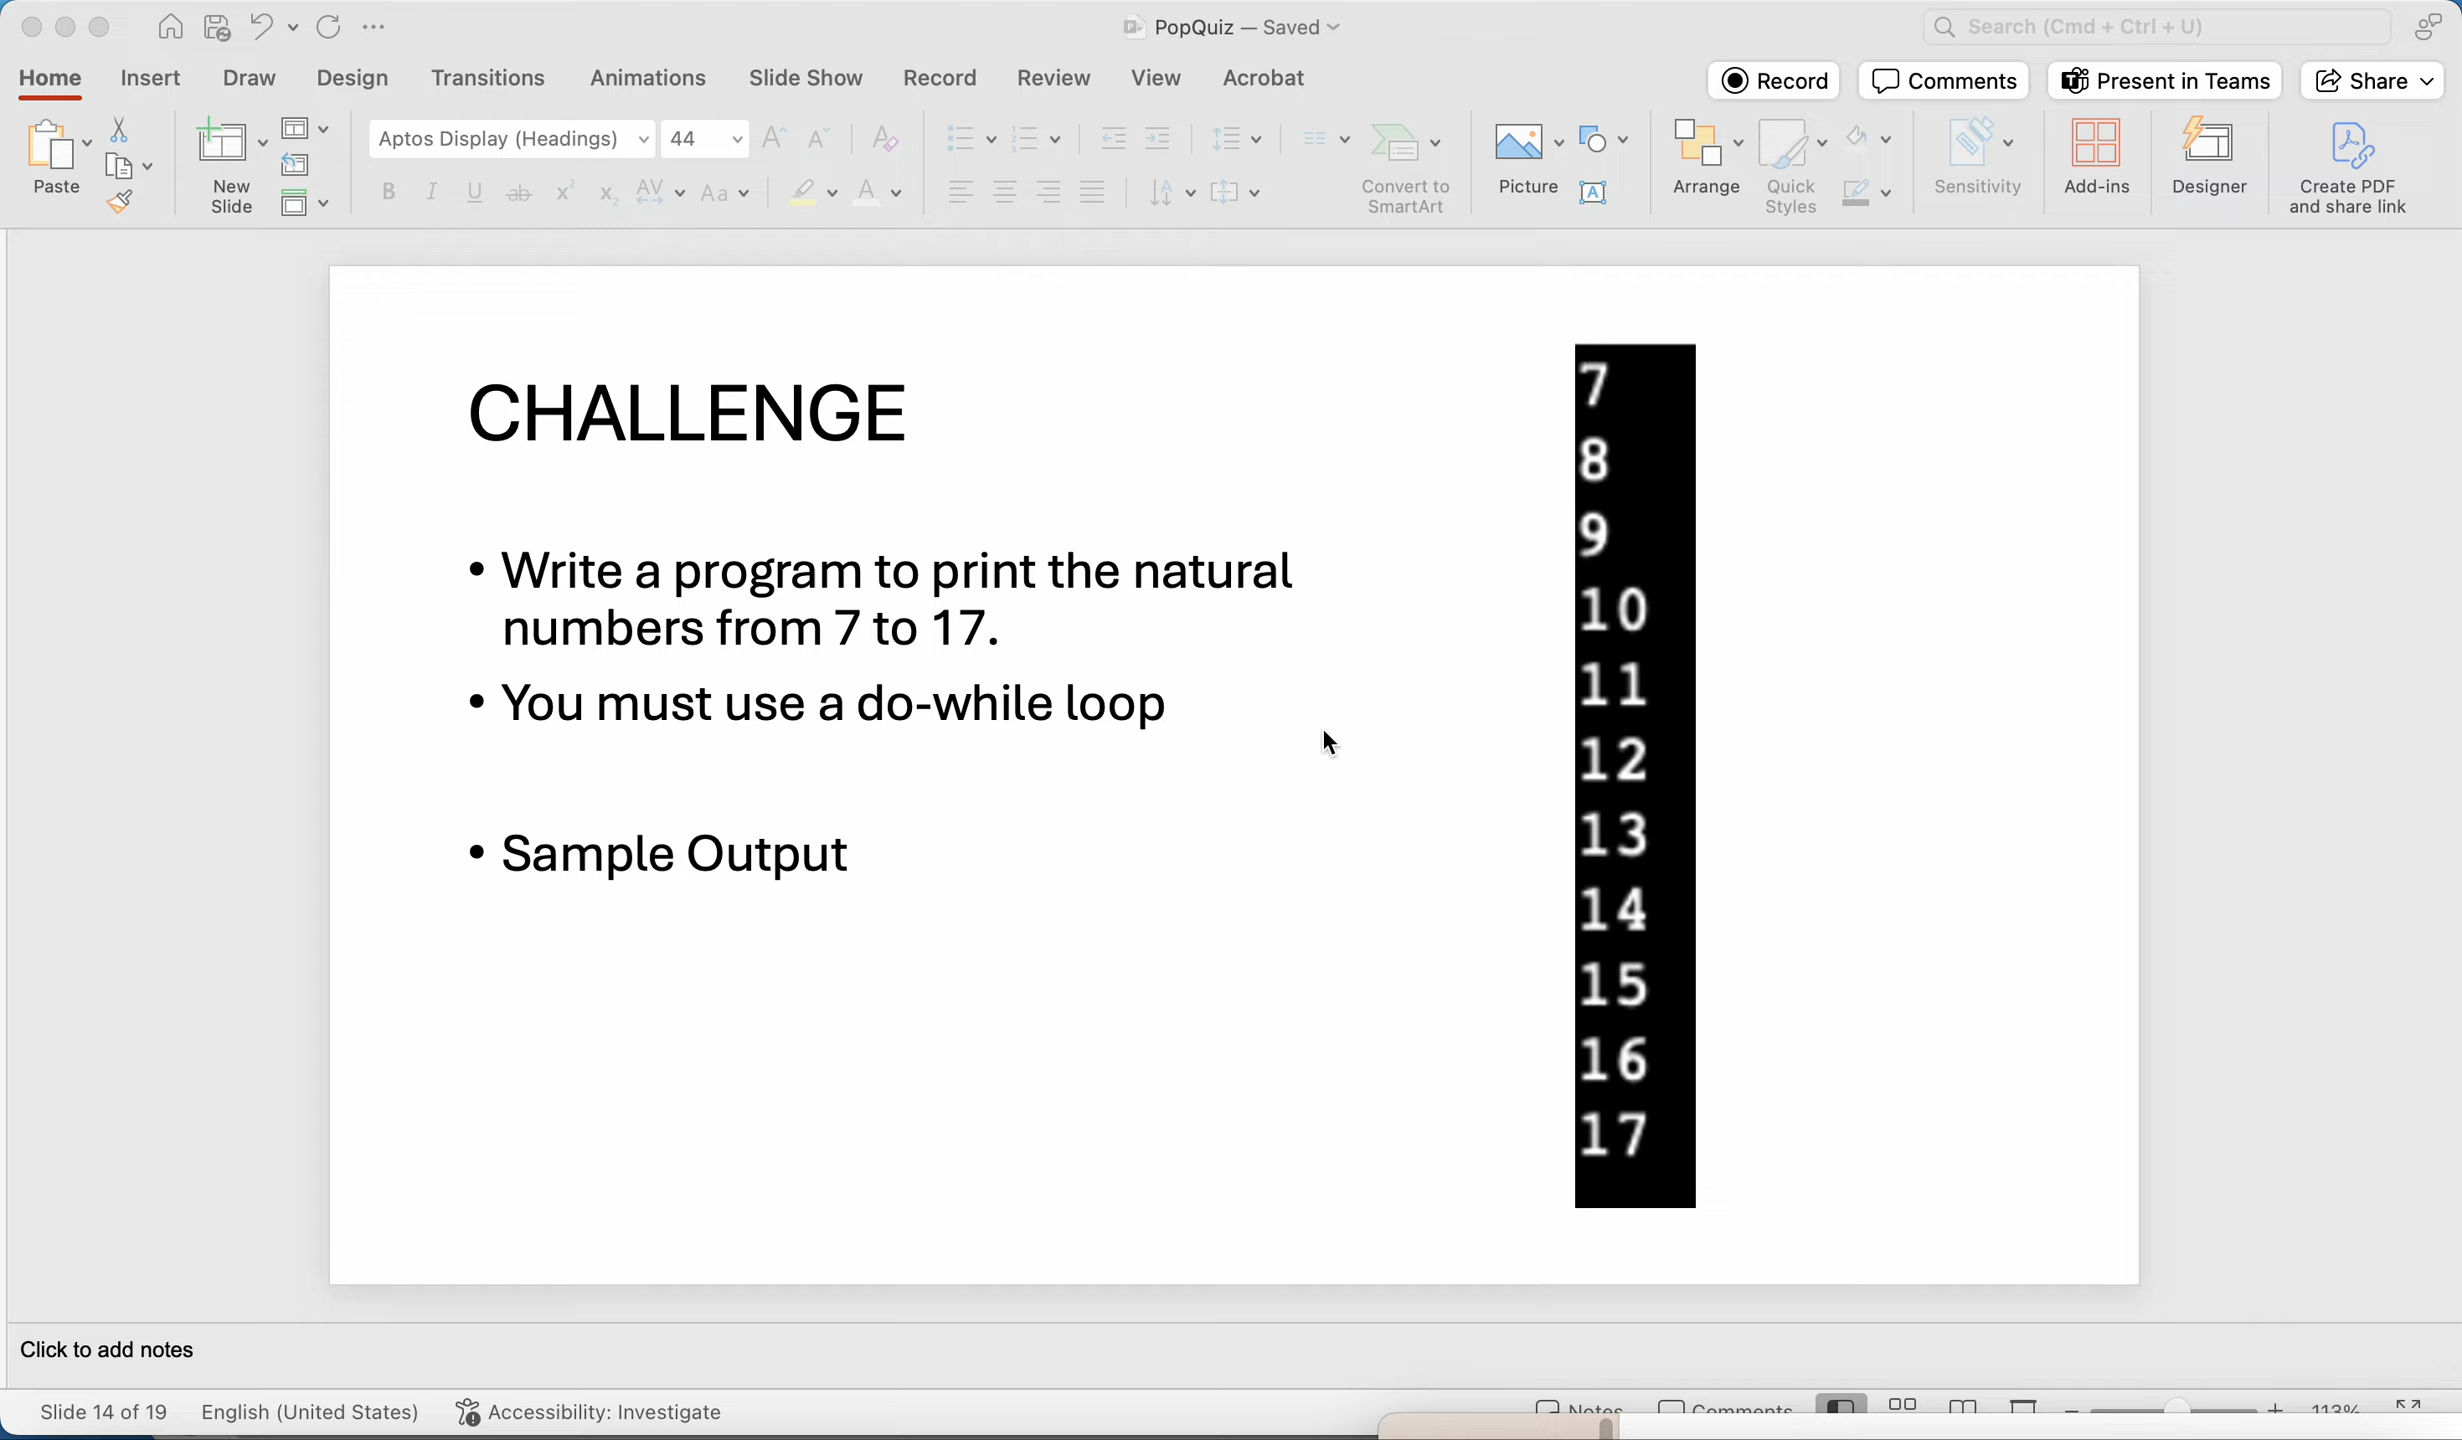 PopQuiz — Saved
Search (Cmd + Ctrl + U)
Home Insert Draw Design Transitions Animations Slide Show Record Review View Acrobat
Record Comments Present in Teams Share
Paste
New Slide
Aptos Display (Headings) 44
Convert to SmartArt
Picture
Arrange
Quick Styles
Sensitivity
Add-ins
Designer
Create PDF and share link
CHALLENGE
• Write a program to print the natural
numbers from 7 to 17.
• You must use a do-while loop
• Sample Output
7
8
9
10
11
12
13
14
15
16
17
Click to add notes
Slide 14 of 19 English (United States) Accessibility: Investigate Notes Comments 113%